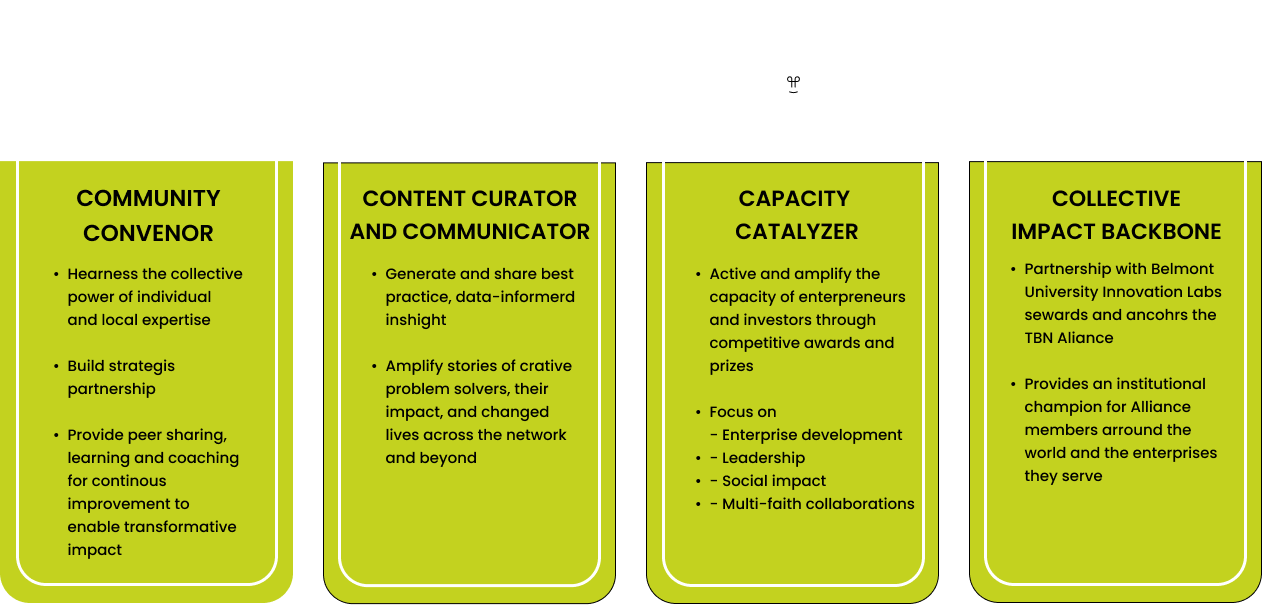 COMMUNITY
CONVENOR
• Hearness the collective
power of individual
and local expertise
• Build strategis
partnership
• Provide peer sharing,
learning and coaching
for continous
improvement to
enable transformative
impact
CONTENT CURATOR
AND COMMUNICATOR
• Generate and share best
practice, data-informerd
inshight
• Amplify stories of crative
problem solvers, their
impact, and changed
lives across the network
and beyond
CAPACITY
CATALYZER
• Active and amplify the
capacity of enterpreneurs
and investors through
competitive awards and
prizes
• Focus on
- Enterprise development
• - Leadership
• - Social impact
• - Multi-faith collaborations
COLLECTIVE
IMPACT BACKBONE
• Partnership with Belmont
University Innovation Labs
sewards and ancohrs the
TBN Aliance
• Provides an institutional
champion for Alliance
members arround the
world and the enterprises
they serve